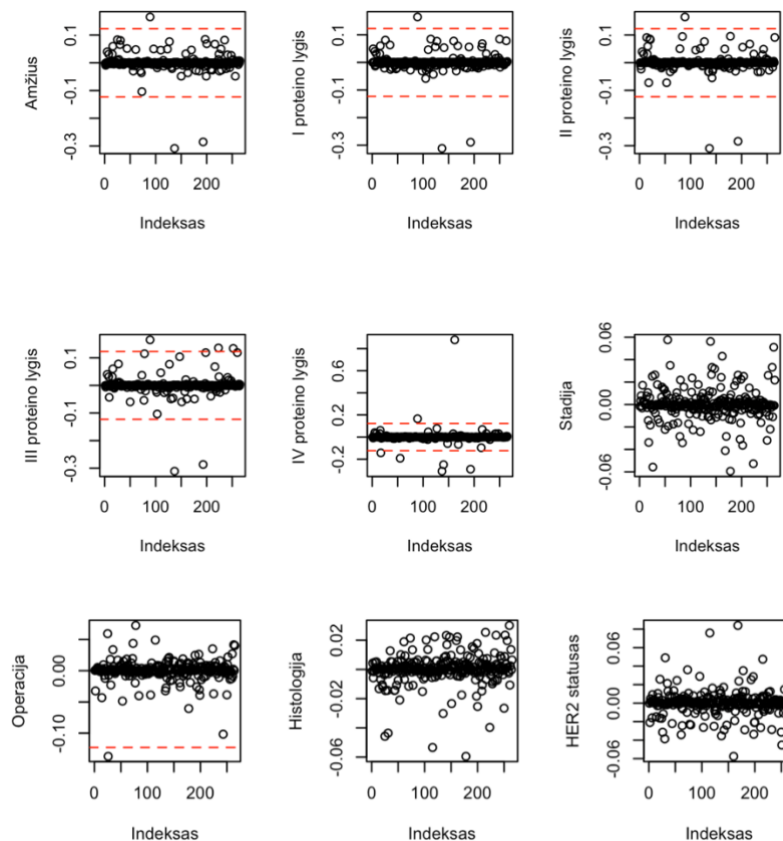 Amžius
0.1
-0.1
-0.3
0 100 200
Indeksas
I proteino lygis
0.1
-0.1
-0.3
0 100 200
Indeksas
II proteino lygis
0.1
-0.1
-0.3
0 100 200
Indeksas
III proteino lygis
0.1
-0.1
-0.3
0 100 200
Indeksas
IV proteino lygis
0.6
0.2
-0.2
0 100 200
Indeksas
Stadija
0.06
0.00
-0.06
0 100 200
Indeksas
Operacija
0.00
-0.10
0 100 200
Indeksas
Histologija
0.02
-0.02
-0.06
0 100 200
Indeksas
HER2 statusas
0.06
0.00
-0.06
0 100 200
Indeksas